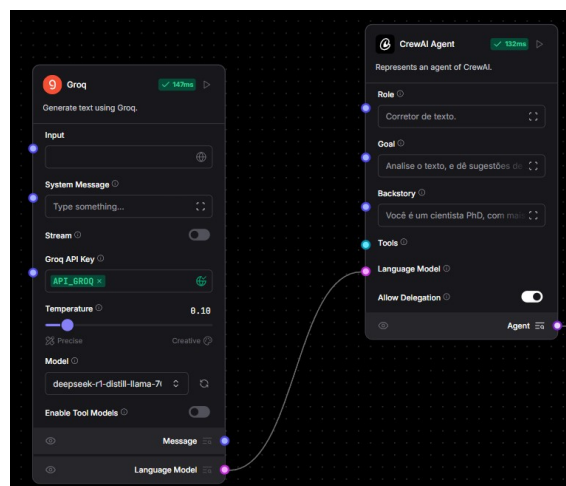 Groq
147ms
Generate text using Groq.
Input
System Message
Type something...
Stream
Groq API Key
API_GROQ ×
Temperature
0.10
Precise
Creative
Model
deepseek-r1-distill-llama-7
Enable Tool Models
Message
Language Model
CrewAI Agent
132ms
Represents an agent of CrewAI.
Role
Corretor de texto.
Goal
Analise o texto, e dê sugestões de
Backstory
Você é um cientista PhD, com
Tools
Language Model
Allow Delegation
Agent